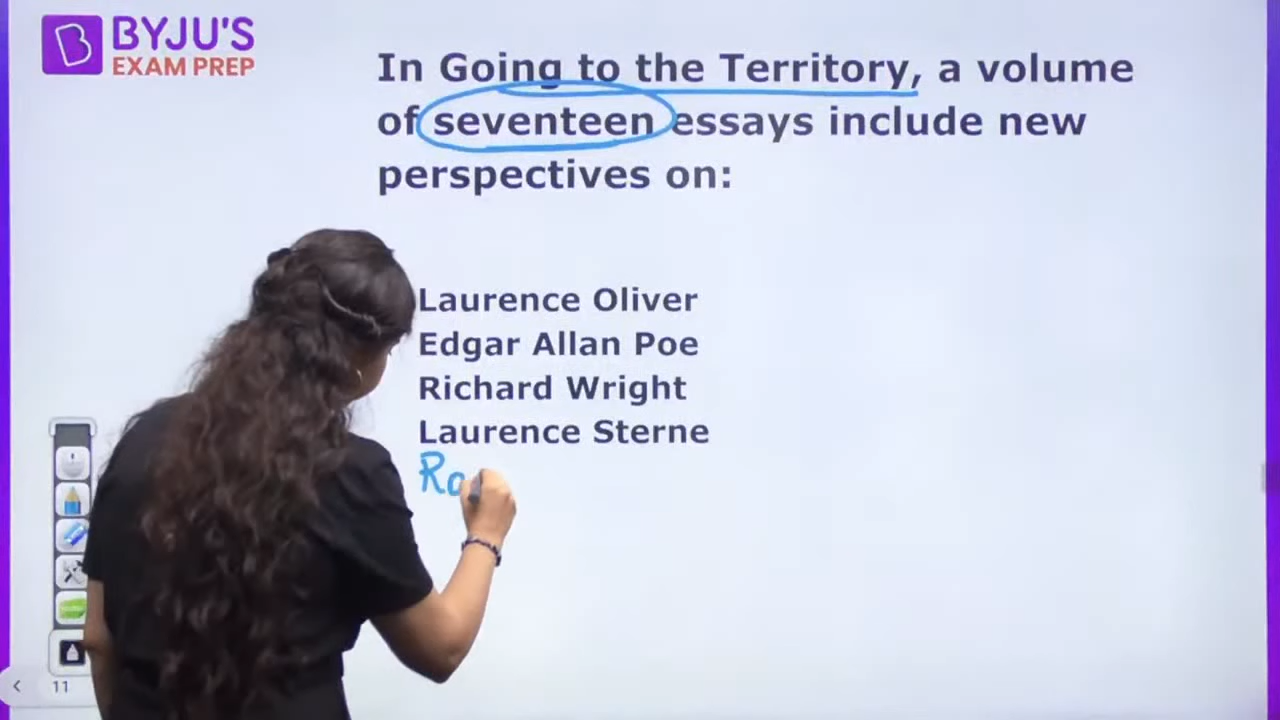 BYJU'S
EXAM PREP
In Going to the Territory, a volume
of seventeen essays include new
perspectives on:
Laurence Oliver
Edgar Allan Poe
Richard Wright
Laurence Sterne
Ra
11